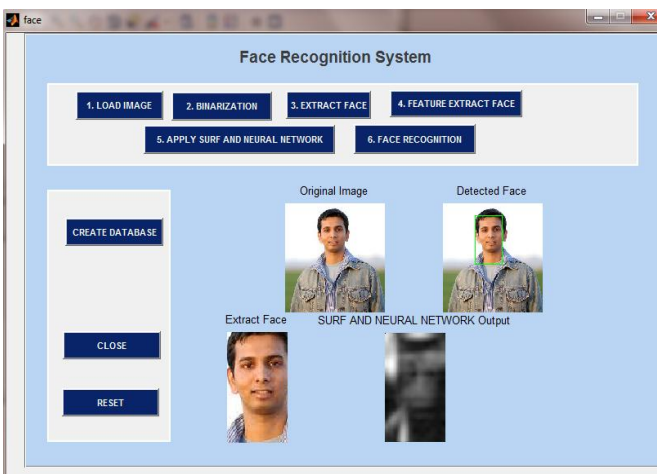 face
Face Recognition System
1. LOAD IMAGE
2. BINARIZATION
3. EXTRACT FACE
4. FEATURE EXTRACT FACE
5. APPLY SURF AND NEURAL NETWORK
6. FACE RECOGNITION
CREATE DATABASE
CLOSE
RESET
Original Image
Detected Face
Extract Face
SURF AND NEURAL NETWORK Output